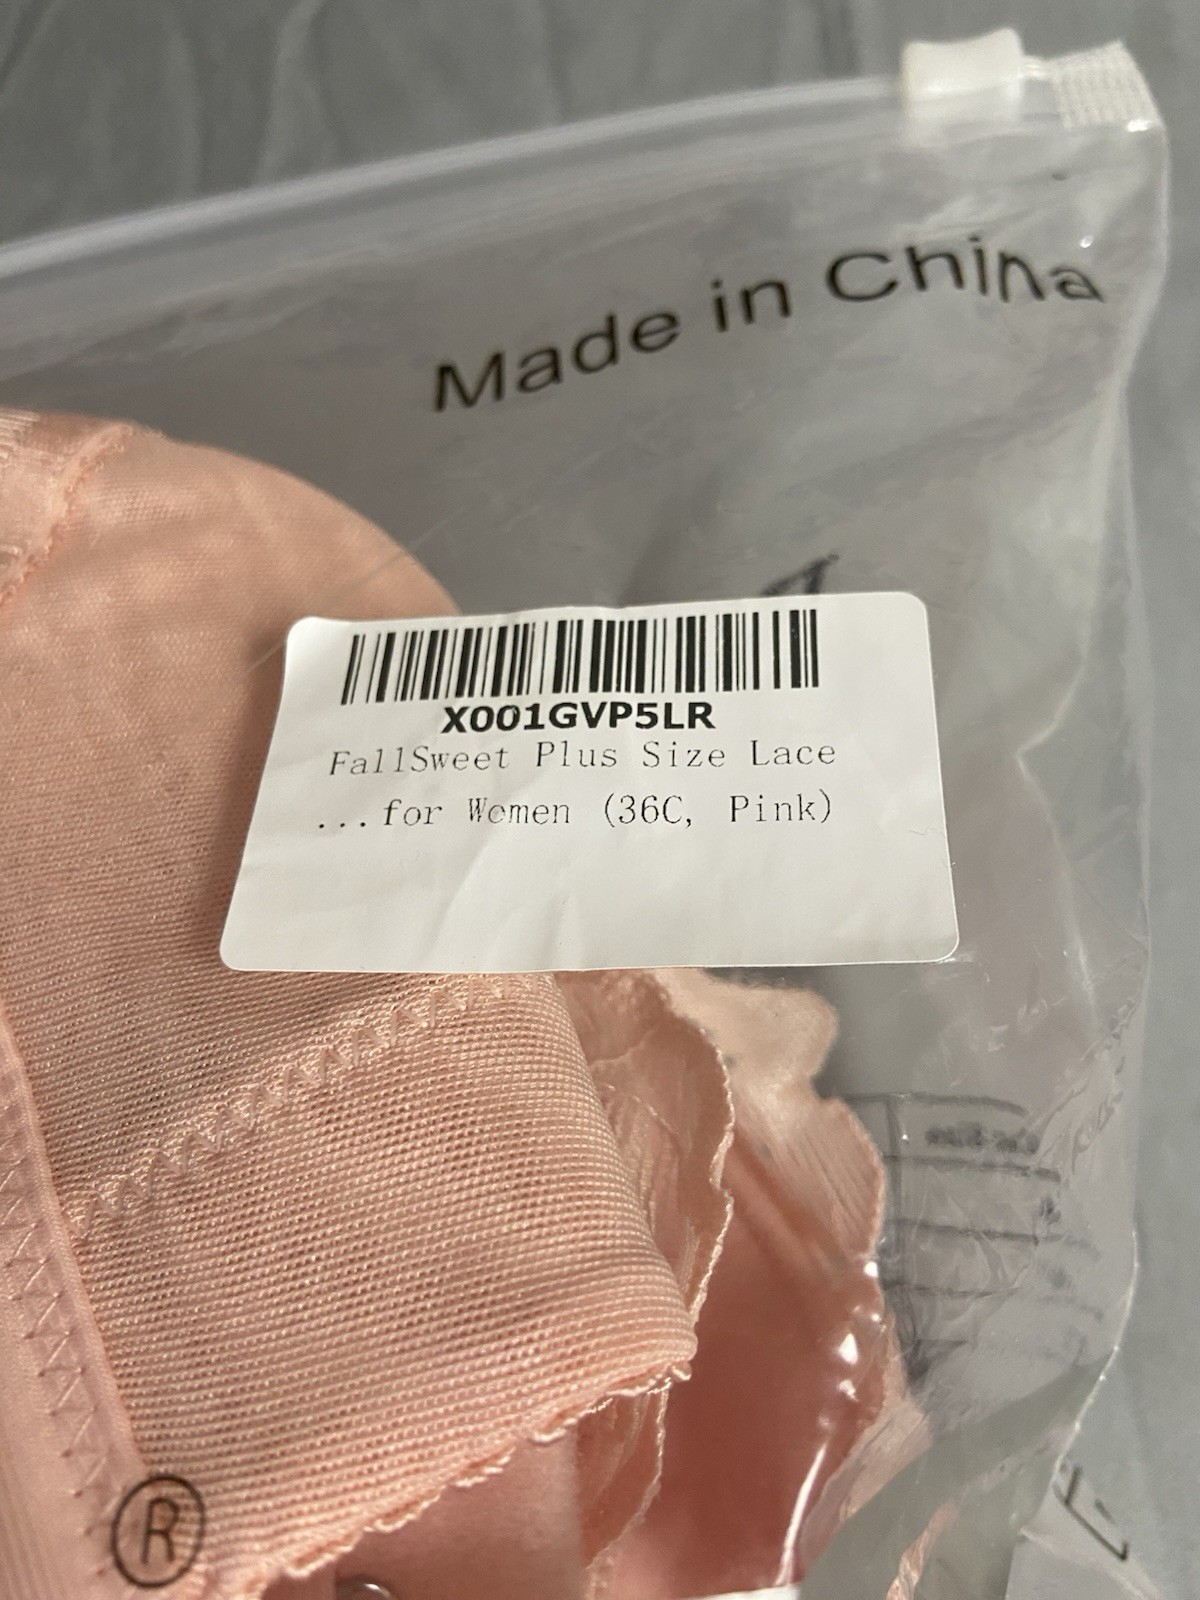 Made in China
X001GVP5LR
FallSweet Plus Size Lace
...for Women (36C, Pink)
®